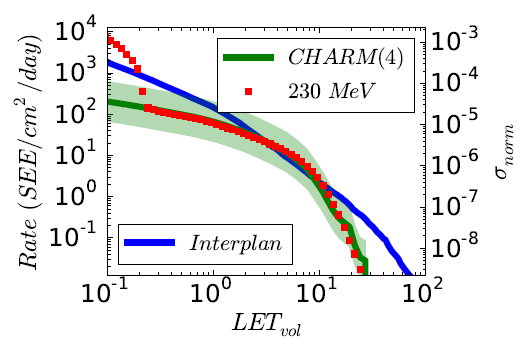 10^4
10^3
10^2
10^1
10^0
10^-1
Rate (SEE/cm^2 /day)
CHARM(4)
230 MeV
Interplan
10^-3
10^-4
10^-5
10^-6
10^-7
10^-8
σ_norm
10^-1 10^0 10^1 10^2
LET_vol